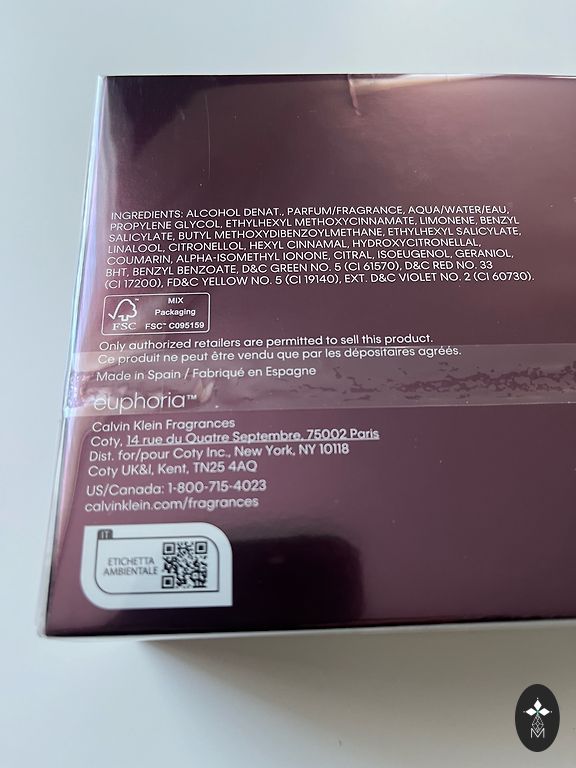 INGREDIENTS: ALCOHOL DENAT., PARFUM/FRAGRANCE, AQUA/WATER/EAU,
PROPYLENE GLYCOL, ETHYLHEXYL METHOXYCINNAMATE, LIMONENE, BENZYL
SALICYLATE, BUTYL METHOXYDIBENZOYLMETHANE, ETHYLHEXYL SALICYLATE,
LINALOOL, CITRONELLOL, HEXYL CINNAMAL, HYDROXYCITRONELLAL,
COUMARIN, ALPHA-ISOMETHYL IONONE, CITRAL, ISOEUGENOL, GERANIOL,
BHT, BENZYL BENZOATE, D&C GREEN NO. 5 (CI 61570), D&C RED NO. 33
(CI 17200), FD&C YELLOW NO. 5 (CI 19140), EXT. D&C VIOLET NO. 2 (CI 60730).
FSC™
MIX
Packaging
FSC™ C095159
Only authorized retailers are permitted to sell this product.
Ce produit ne peut être vendu que par les dépositaires agréés.
Made in Spain / Fabriqué en Espagne
euphoria™
Calvin Klein Fragrances
Coty, 14 rue du Quatre Septembre, 75002 Paris
Dist. for/pour Coty Inc., New York, NY 10118
Coty UK&I, Kent, TN25 4AQ
US/Canada: 1-800-715-4023
calvinklein.com/fragrances
IT
ETICHETTA
AMBIENTALE
M